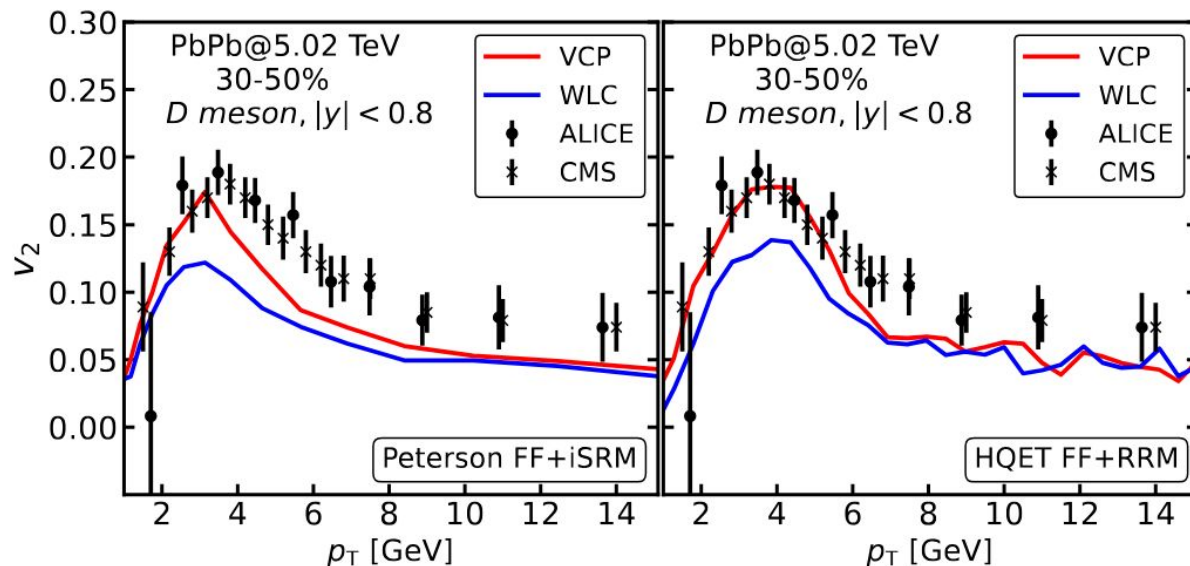 0.30
0.25
0.20
0.15
0.10
0.05
0.00
v₂
PbPb@5.02 TeV
30-50%
D meson, |y| < 0.8
VCP
WLC
ALICE
CMS
Peterson FF+iSRM
2 4 6 8 10 12 14
p_T [GeV]
PbPb@5.02 TeV
30-50%
D meson, |y| < 0.8
VCP
WLC
ALICE
CMS
HQET FF+RRM
2 4 6 8 10 12 14
p_T [GeV]